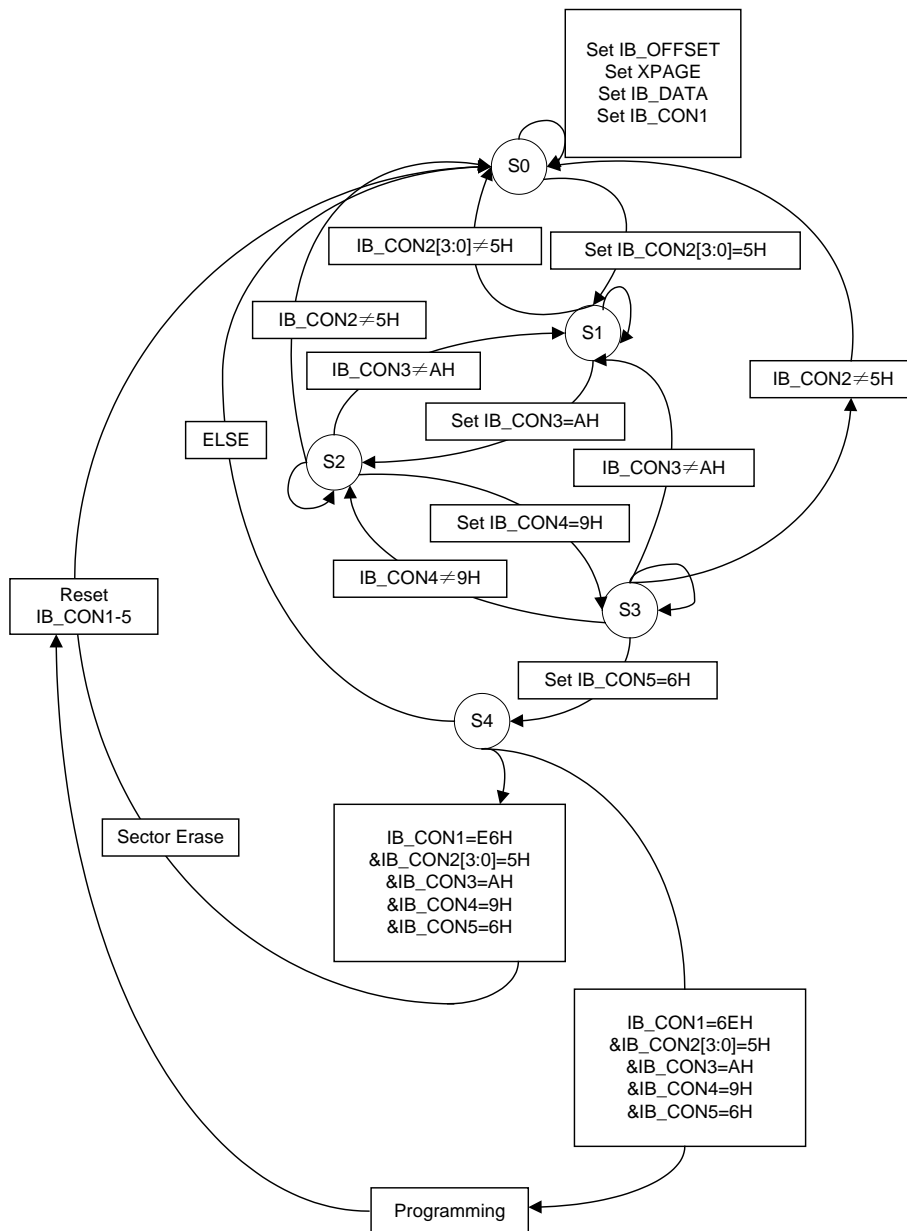 Set IB_OFFSET
Set XPAGE
Set IB_DATA
Set IB_CON1
S0
IB_CON2[3:0]≠5H
Set IB_CON2[3:0]=5H
IB_CON2≠5H
S1
IB_CON3≠AH
IB_CON2≠5H
Set IB_CON3=AH
ELSE
S2
IB_CON3≠AH
Set IB_CON4=9H
IB_CON4≠9H
Reset
IB_CON1-5
S3
Set IB_CON5=6H
S4
Sector Erase
IB_CON1=E6H
&IB_CON2[3:0]=5H
&IB_CON3=AH
&IB_CON4=9H
&IB_CON5=6H
IB_CON1=6EH
&IB_CON2[3:0]=5H
&IB_CON3=AH
&IB_CON4=9H
&IB_CON5=6H
Programming